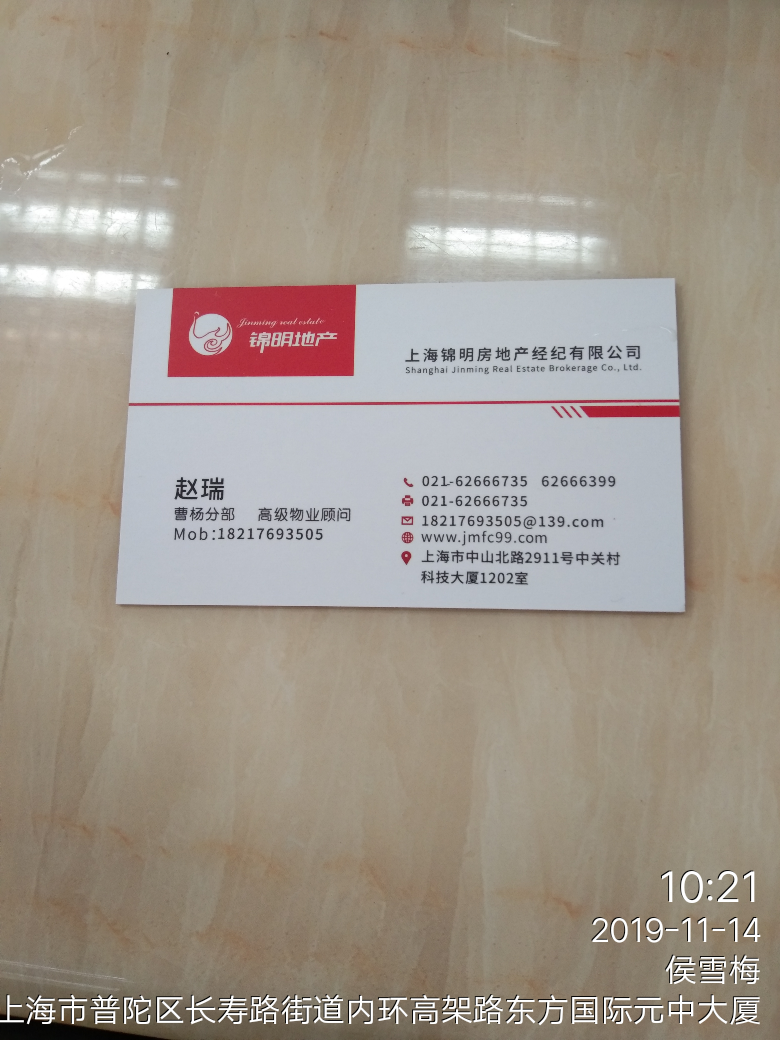 Jinming real estate
锦明地产
上海锦明房地产经纪有限公司
Shanghai Jinming Real Estate Brokerage Co., Ltd.
赵瑞
曹杨分部 高级物业顾问
Mob:18217693505
021-62666735 62666399
021-62666735
18217693505@139.com
www.jmfc99.com
上海市中山北路2911号中关村
科技大厦1202室
10:21
2019-11-14
侯雪梅
上海市普陀区长寿路街道内环高架路东方国际元中大厦